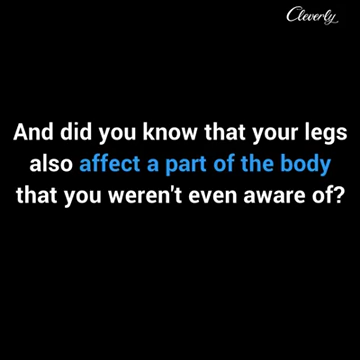 Cleverly
And did you know that your legs
also affect a part of the body
that you weren't even aware of?